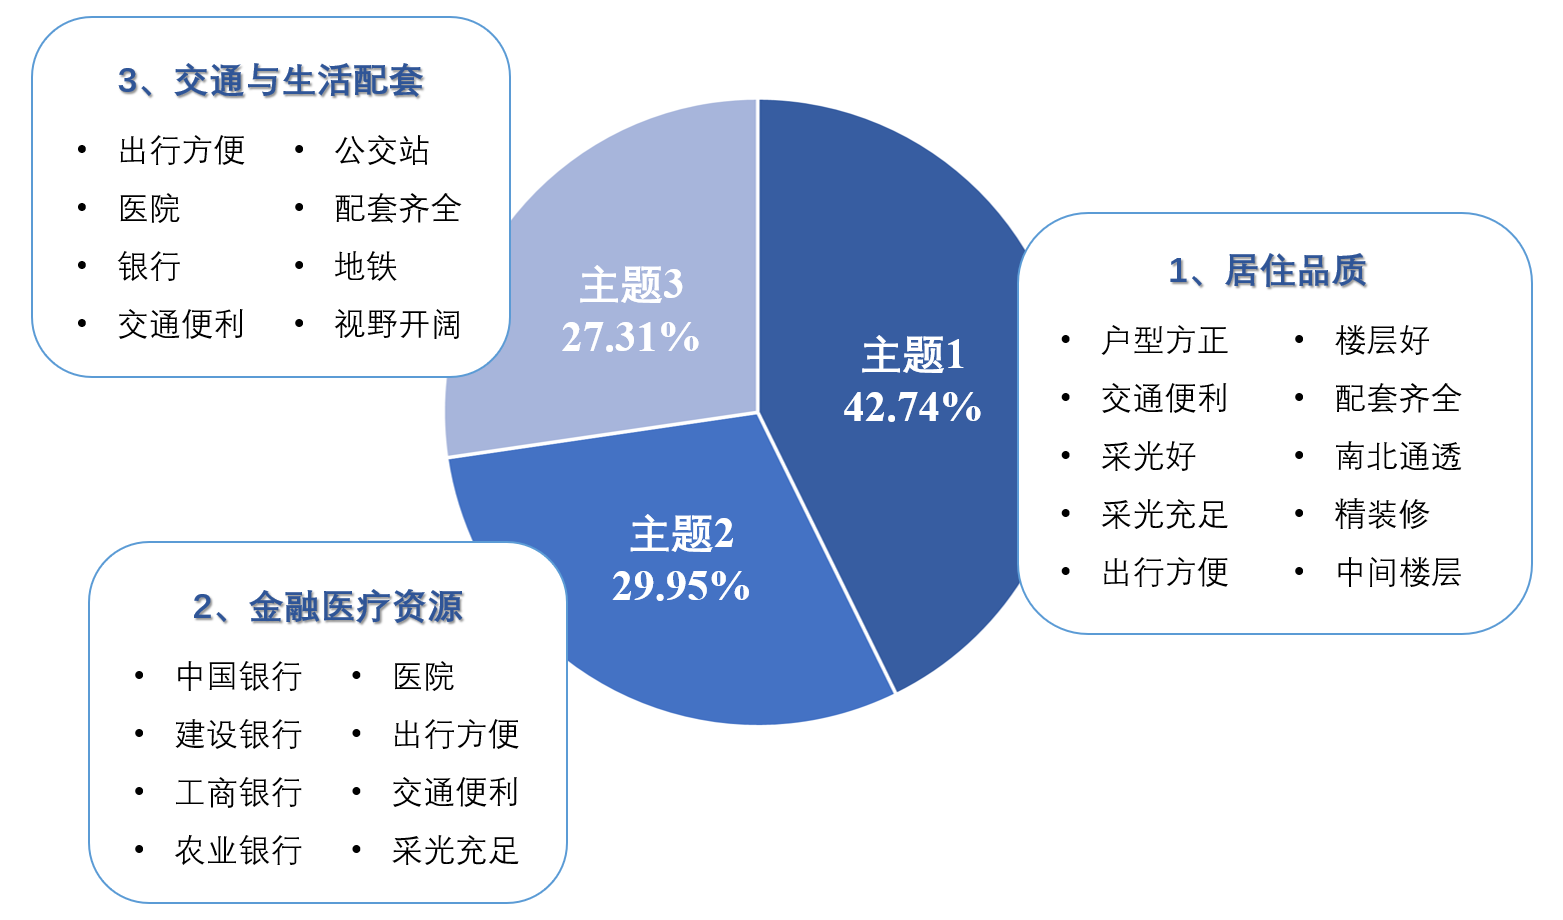 3、交通与生活配套
• 出行方便 • 公交站
• 医院 • 配套齐全
• 银行 • 地铁
• 交通便利 • 视野开阔
主题3
27.31%
主题1
42.74%
1、居住品质
• 户型方正 • 楼层好
• 交通便利 • 配套齐全
• 采光好 • 南北通透
• 采光充足 • 精装修
• 出行方便 • 中间楼层
主题2
29.95%
2、金融医疗资源
• 中国银行 • 医院
• 建设银行 • 出行方便
• 工商银行 • 交通便利
• 农业银行 • 采光充足